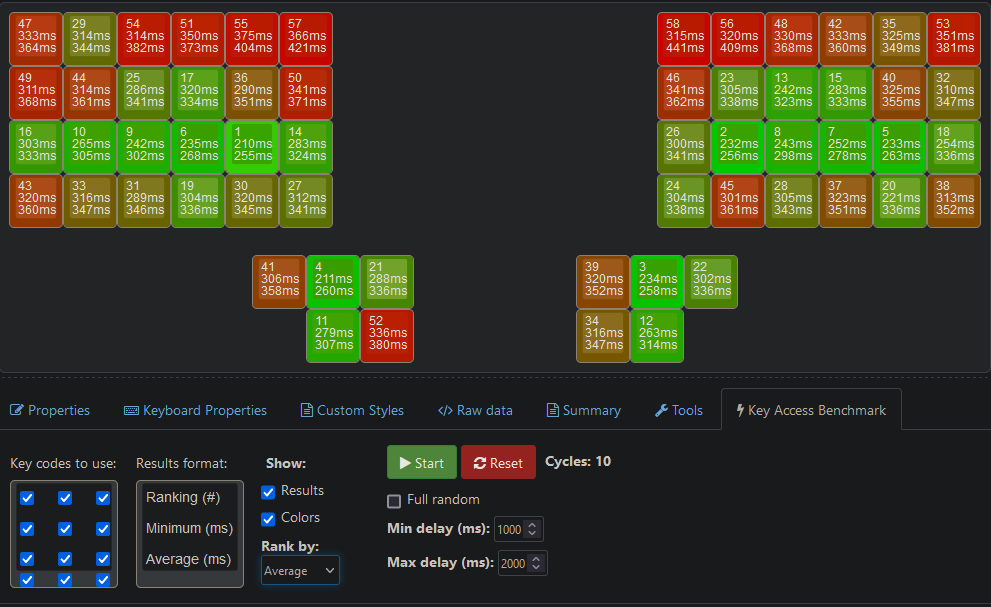 47 29 54 51 55 57 58 56 48 42 35 53
333ms 314ms 314ms 350ms 375ms 366ms 315ms 320ms 330ms 333ms 325ms 351ms
364ms 344ms 382ms 373ms 404ms 421ms 441ms 409ms 368ms 360ms 349ms 381ms
49 44 25 17 36 50 46 23 13 15 40 32
311ms 314ms 286ms 320ms 290ms 341ms 341ms 305ms 242ms 283ms 325ms 310ms
368ms 361ms 341ms 334ms 351ms 371ms 362ms 338ms 323ms 333ms 355ms 347ms
16 10 9 6 1 14 26 2 8 7 5 18
303ms 265ms 242ms 235ms 210ms 283ms 300ms 232ms 243ms 252ms 233ms 254ms
333ms 305ms 302ms 268ms 255ms 324ms 341ms 256ms 298ms 278ms 263ms 336ms
43 33 31 19 30 27 24 45 28 37 20 38
320ms 316ms 289ms 304ms 320ms 312ms 304ms 301ms 305ms 323ms 221ms 313ms
360ms 347ms 346ms 336ms 345ms 341ms 338ms 361ms 343ms 351ms 336ms 352ms
41 4 21 39 3 22
306ms 211ms 288ms 320ms 234ms 302ms
358ms 260ms 336ms 352ms 258ms 336ms
11 52 34 12
279ms 336ms 316ms 263ms
307ms 380ms 347ms 314ms
Properties Keyboard Properties Custom Styles Raw data Summary Tools Key Access Benchmark
Key codes to use: Results format: Show: Start Reset Cycles: 10
Ranking (#) Results Full random
Minimum (ms) Colors Min delay (ms): 1000
Average (ms) Rank by: Max delay (ms): 2000
Average